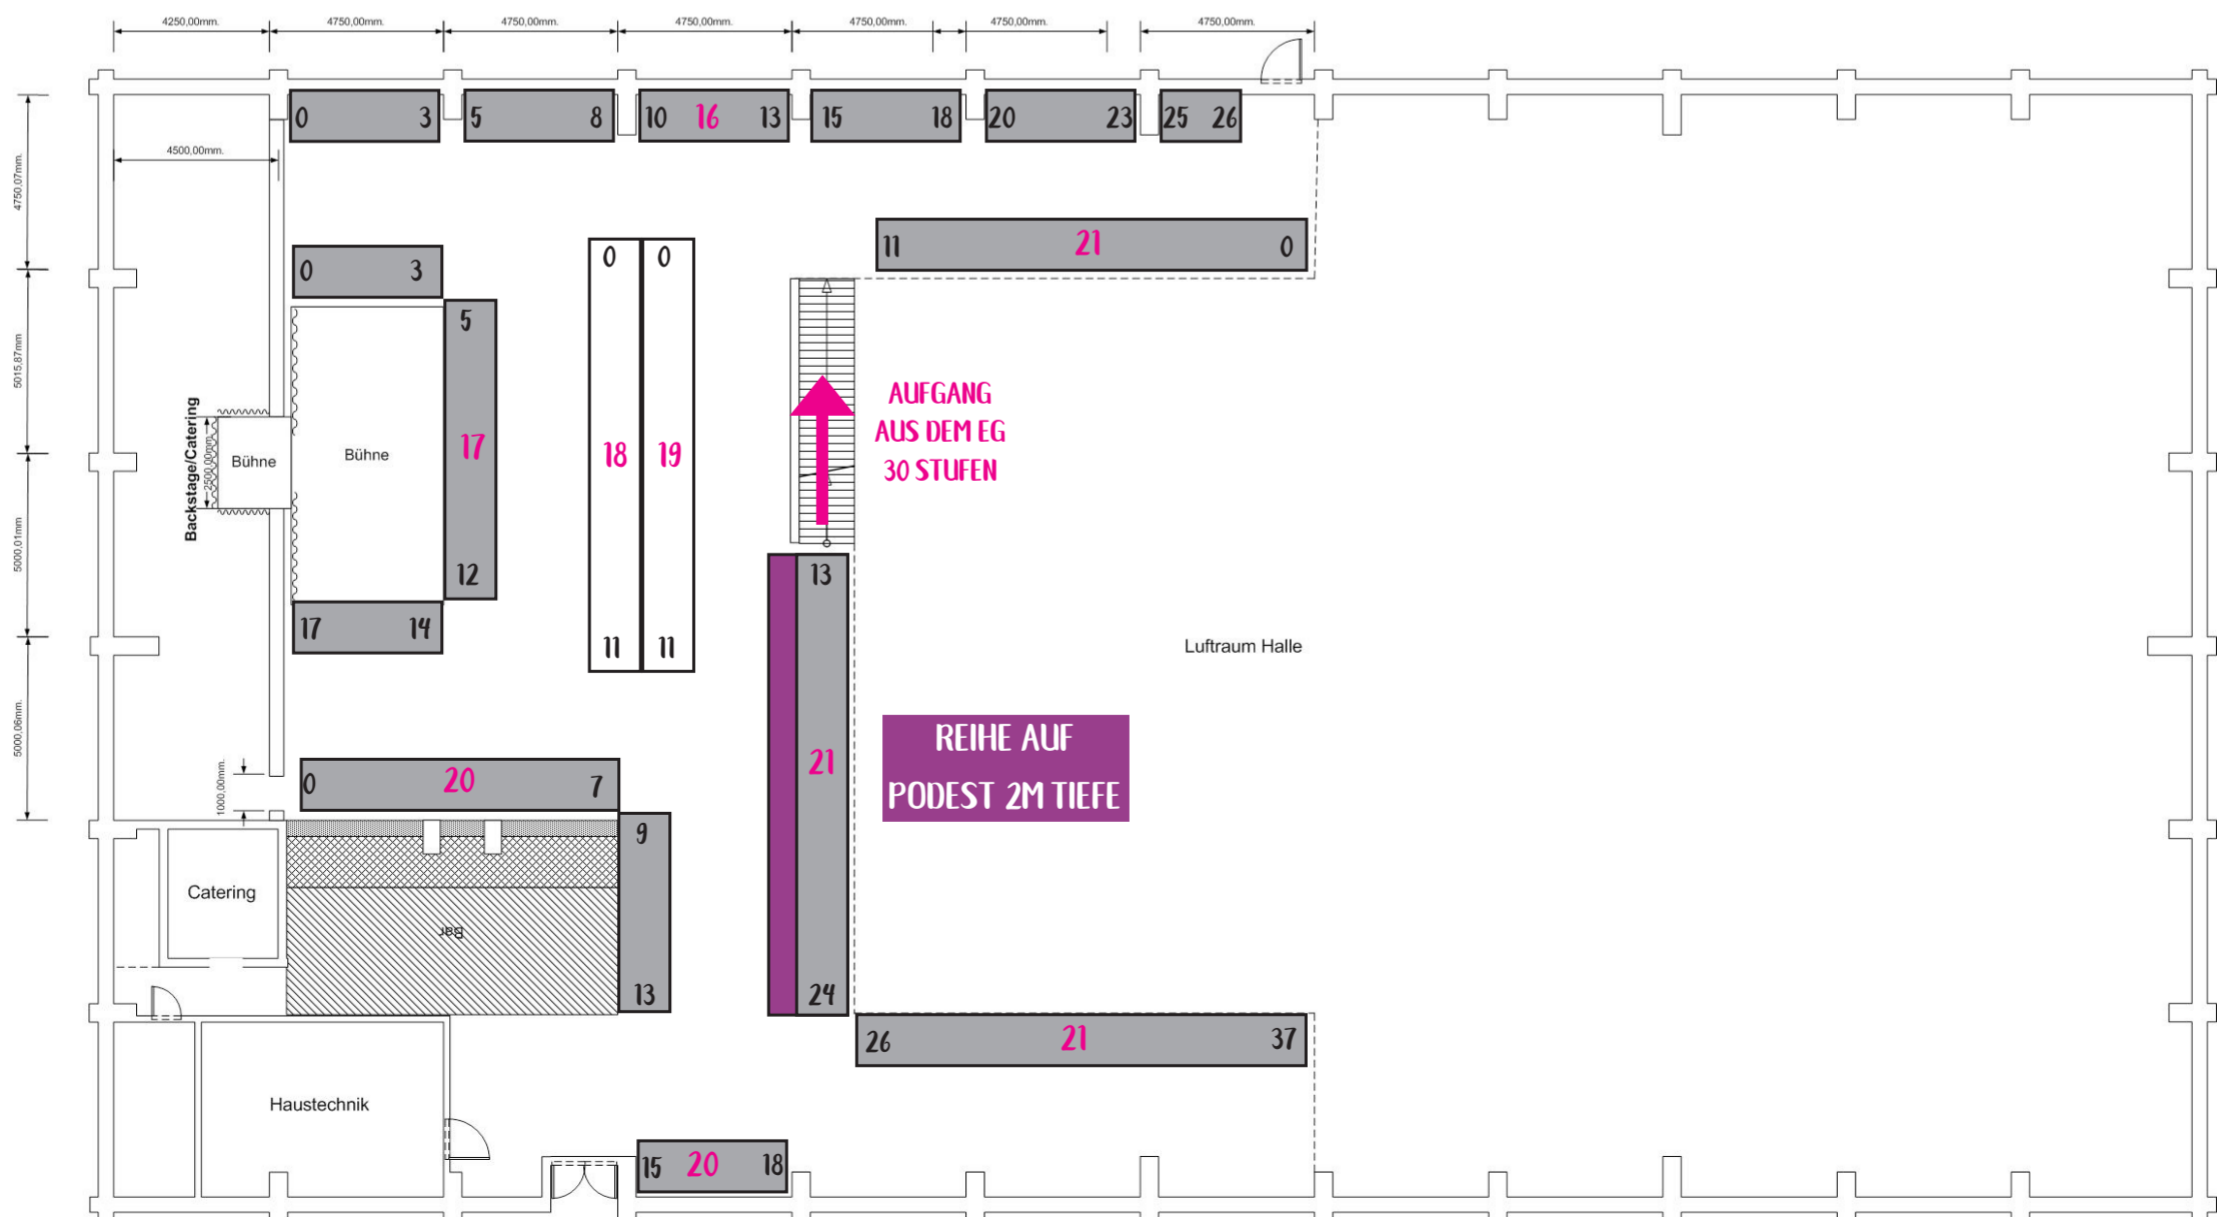 4250,00mm. 4750,00mm. 4750,00mm. 4750,00mm. 4750,00mm. 4750,00mm. 4750,00mm.
0 3 5 8 10 16 13 15 18 20 23 25 26
4500,00mm.
4750,07mm.
11 21 0
0 3
0 0
5
5015,87mm
AUFGANG
AUS DEM EG
30 STUFEN
Backstage/Catering
2500,00mm
Bühne
Bühne
17
18 19
5000,01mm
12
13
17 14
11 11
Luftraum Halle
5000,06mm.
1000,00mm.
0 20 7
21
REIHE AUF
PODEST 2M TIEFE
9
Catering
Bar
13
24
26 21 37
Haustechnik
15 20 18